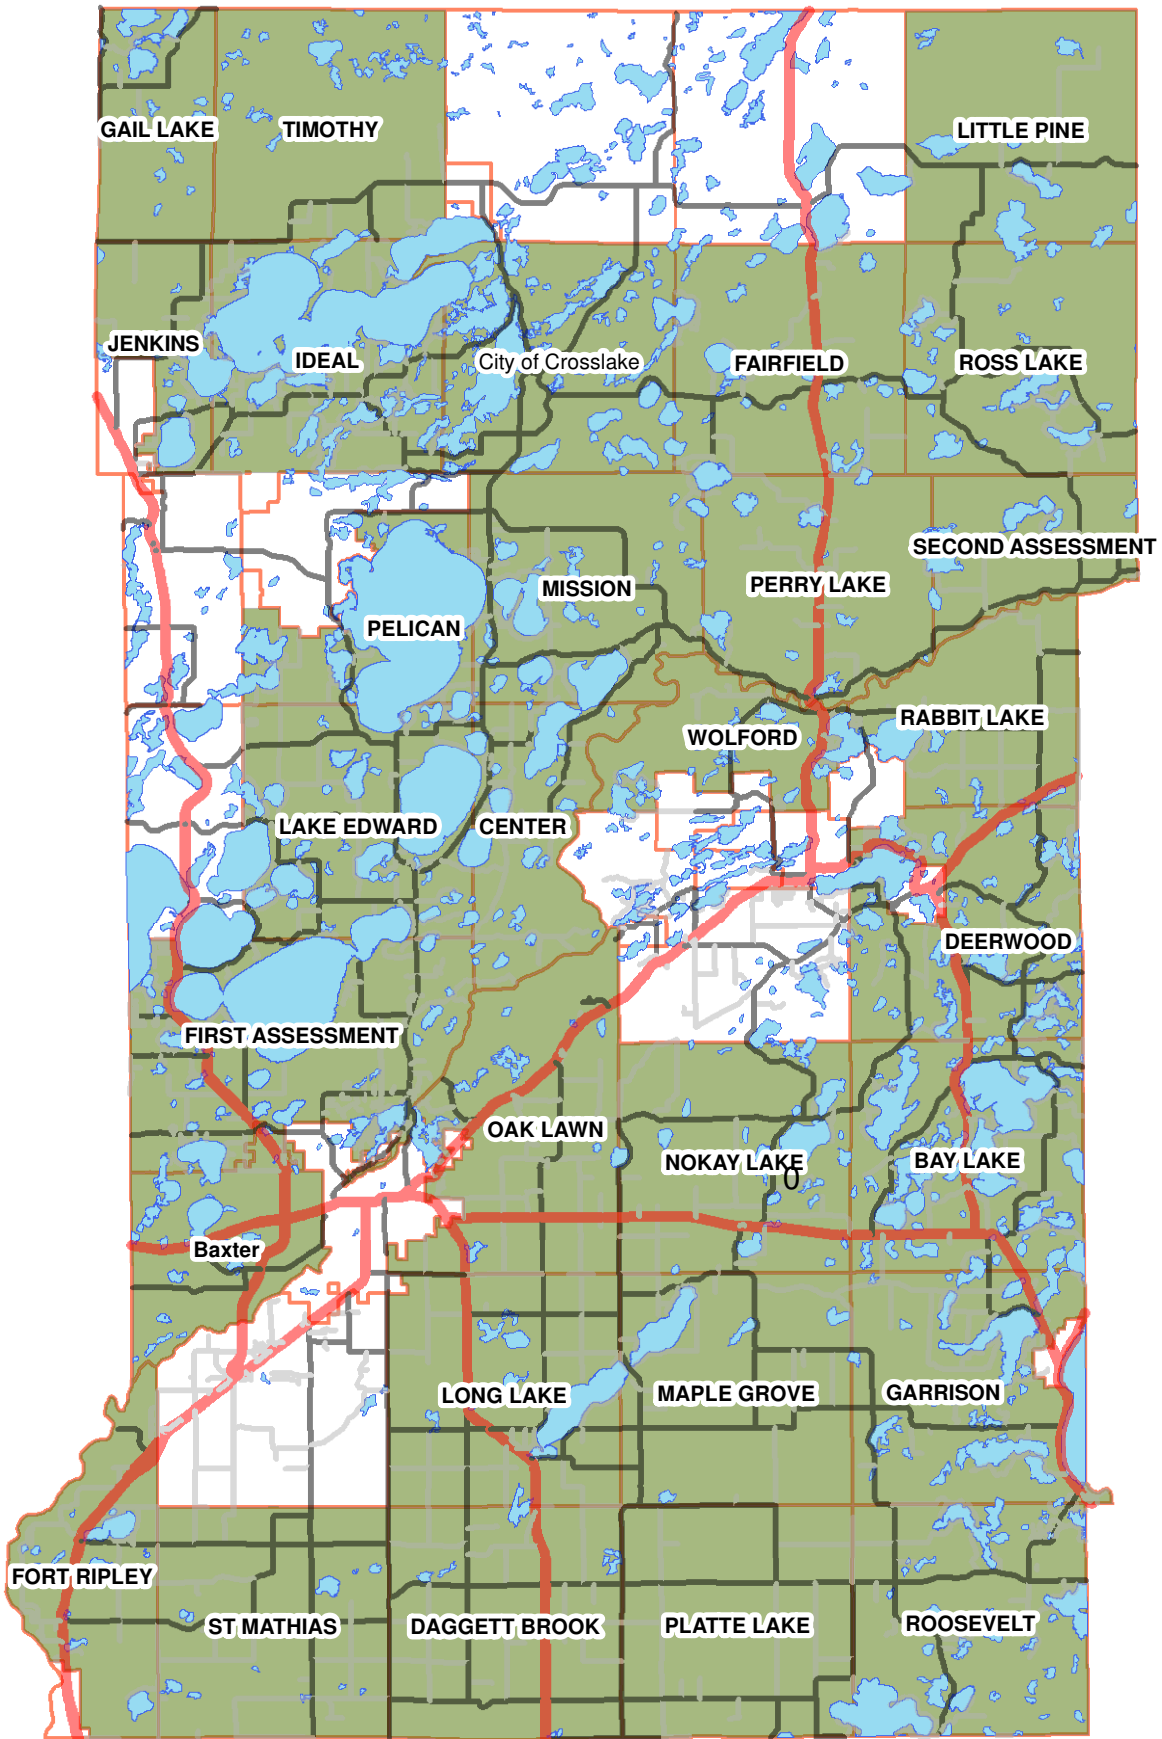 GAIL LAKE
TIMOTHY
LITTLE PINE
JENKINS
IDEAL
City of Crosslake
FAIRFIELD
ROSS LAKE
SECOND ASSESSMENT
MISSION
PERRY LAKE
PELICAN
RABBIT LAKE
WOLFORD
LAKE EDWARD
CENTER
DEERWOOD
FIRST ASSESSMENT
OAK LAWN
NOKAY LAKE
BAY LAKE
0
Baxter
LONG LAKE
MAPLE GROVE
GARRISON
FORT RIPLEY
ST MATHIAS
DAGGETT BROOK
PLATTE LAKE
ROOSEVELT